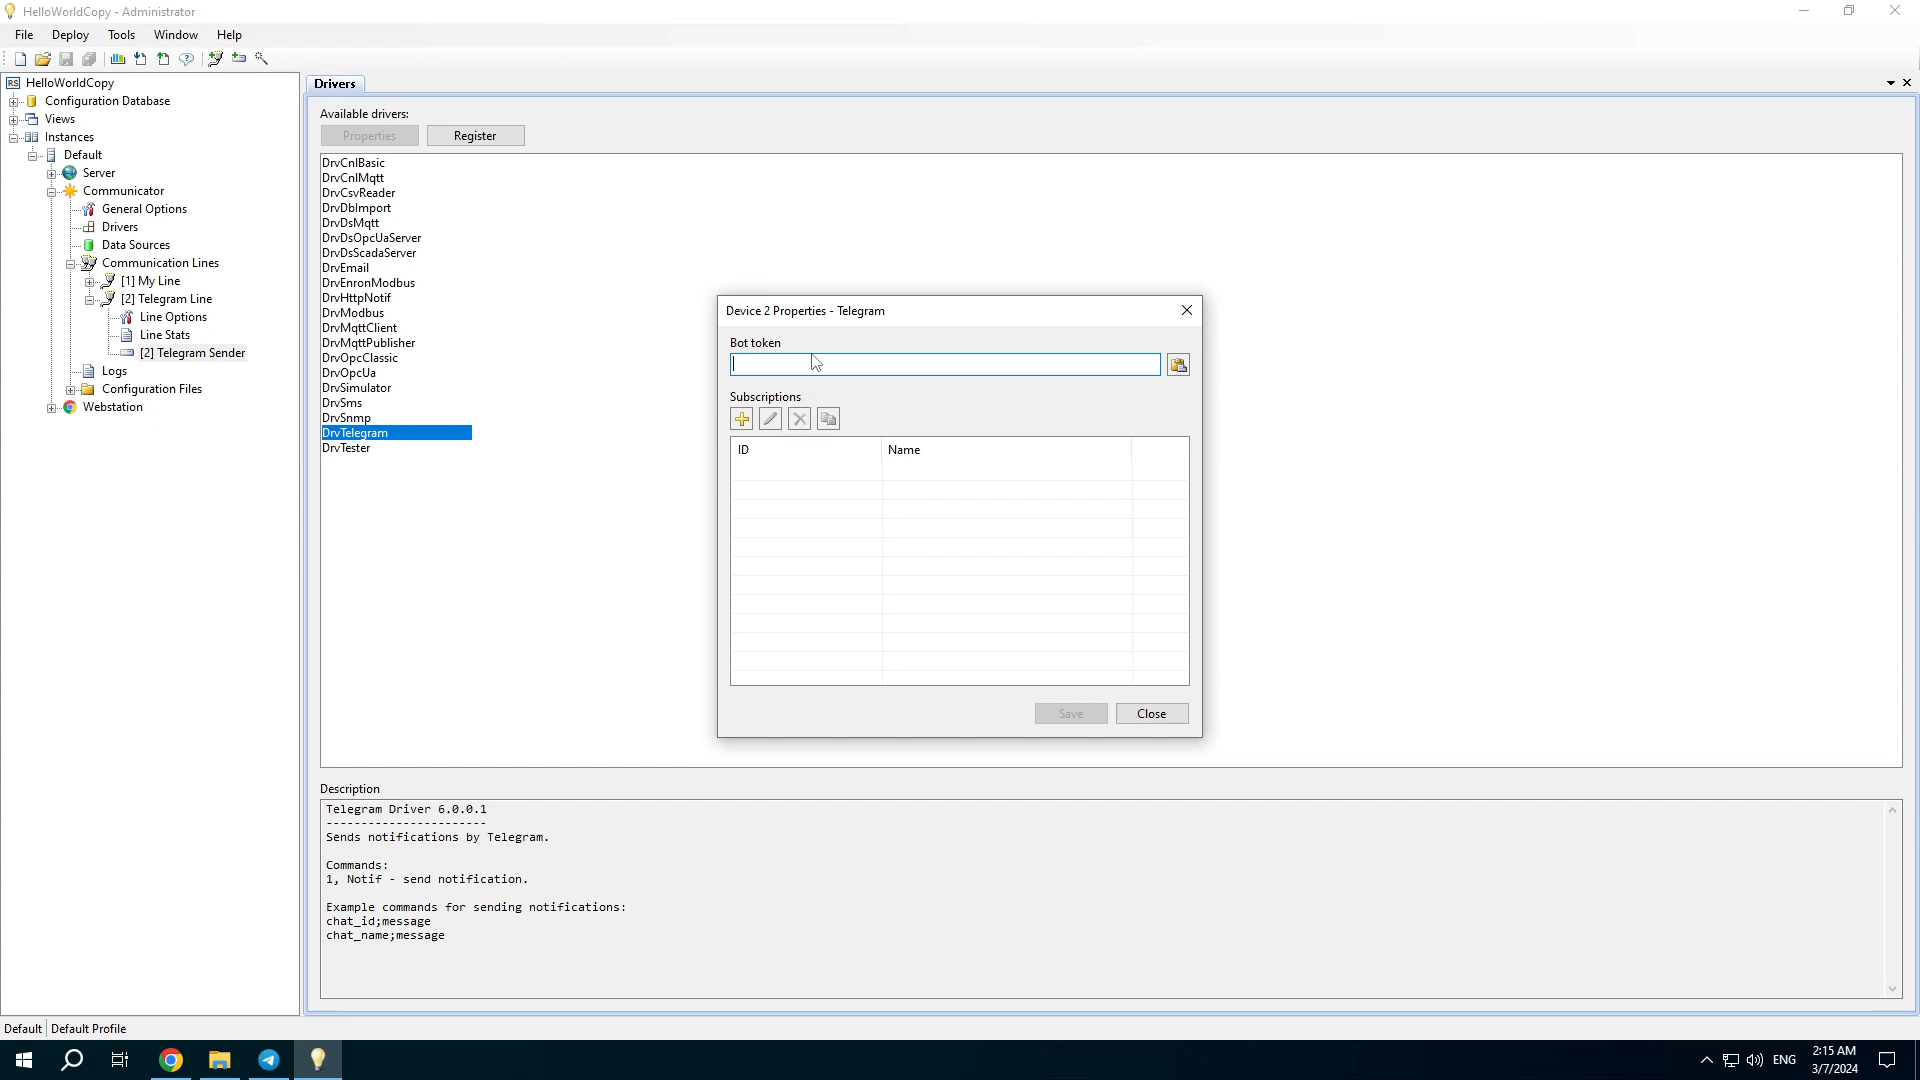 HelloWorldCopy - Administrator
File Deploy Tools Window Help
RS HelloWorldCopy
Configuration Database
Views
Instances
Default
Server
Communicator
General Options
Drivers
Data Sources
Communication Lines
[1] My Line
[2] Telegram Line
Line Options
Line Stats
[2] Telegram Sender
Logs
Configuration Files
Webstation
Drivers
Available drivers:
Properties Register
DrvCnlBasic
DrvCnlMqtt
DrvCsvReader
DrvDbImport
DrvDsMqtt
DrvDsOpcUaServer
DrvDsScadaServer
DrvEmail
DrvEnronModbus
DrvHttpNotif
DrvModbus
DrvMqttClient
DrvMqttPublisher
DrvOpcClassic
DrvOpcUa
DrvSimulator
DrvSms
DrvSnmp
DrvTelegram
DrvTester
Device 2 Properties - Telegram
Bot token
Subscriptions
ID Name
Save Close
Description
Telegram Driver 6.0.0.1
-----------------------
Sends notifications by Telegram.
Commands:
1, Notif - send notification.
Example commands for sending notifications:
chat_id;message
chat_name;message
Default Default Profile
ENG
2:15 AM
3/7/2024